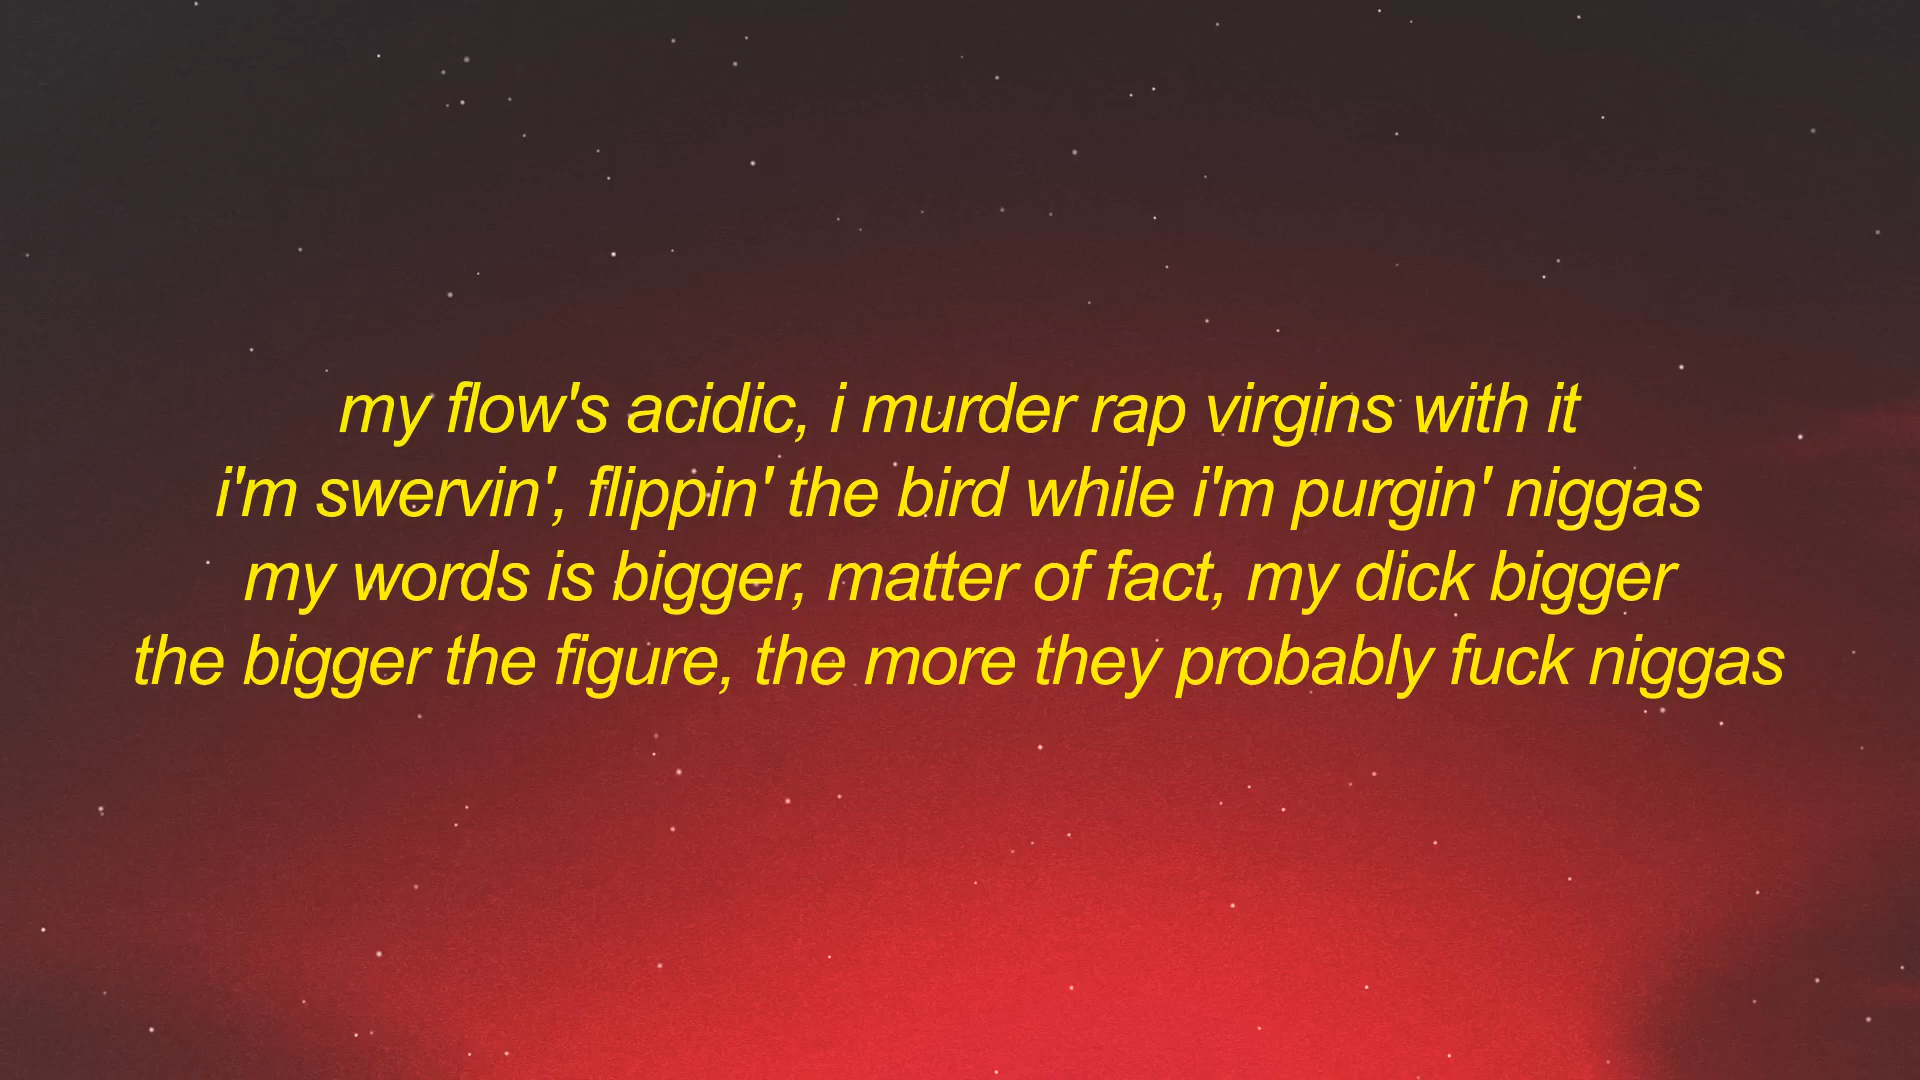 my flow's acidic, i murder rap virgins with it
i'm swervin', flippin' the bird while i'm purgin' niggas
my words is bigger, matter of fact, my dick bigger
the bigger the figure, the more they probably fuck niggas